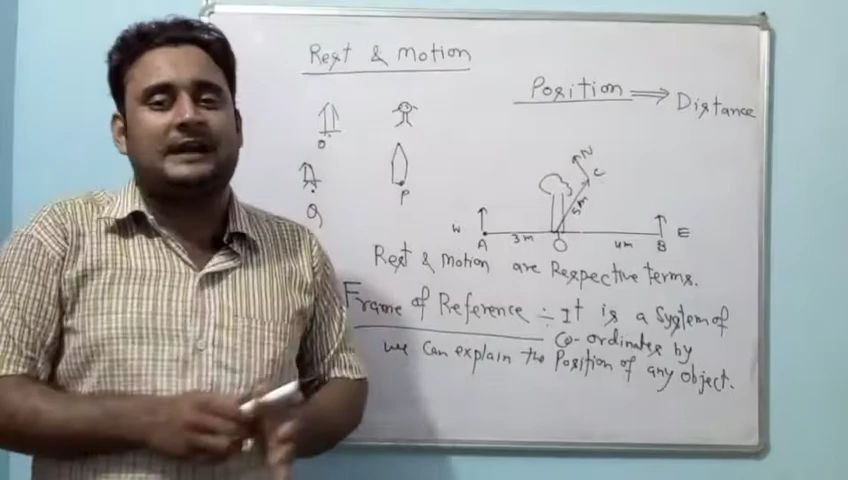 Rest & Motion
Position ⇒ Distance
O
P
Q
N
C
5m
W A 3m O 4m B E
Rest & Motion are Respective terms.
Frame of Reference :- It is a System of
Co-ordinates by
we can explain the Position of any object.